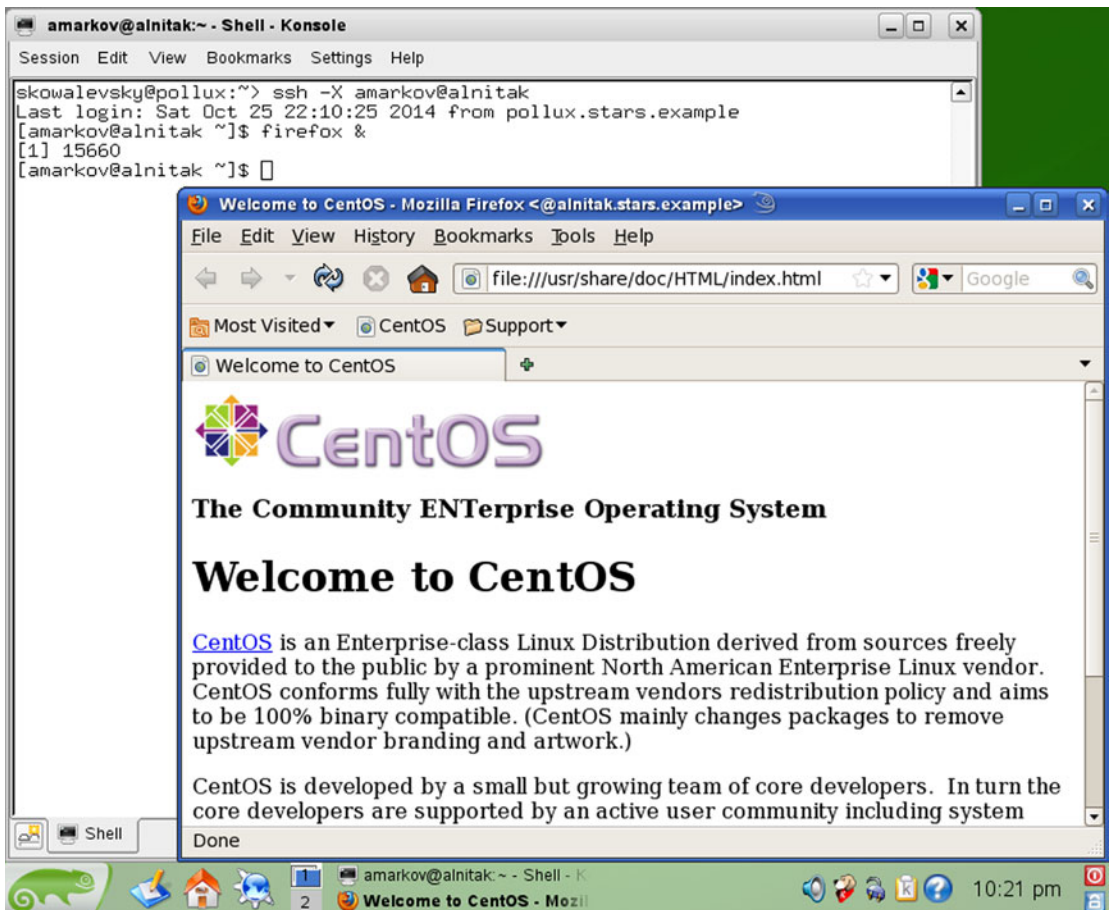 amarkov@alnitak:~ - Shell - Konsole
Session Edit View Bookmarks Settings Help
skowalevsky@pollux:~> ssh -X amarkov@alnitak
Last login: Sat Oct 25 22:10:25 2014 from pollux.stars.example
[amarkov@alnitak ~]$ firefox &
[1] 15660
[amarkov@alnitak ~]$
Welcome to CentOS - Mozilla Firefox <@alnitak.stars.example>
File Edit View History Bookmarks Tools Help
file:///usr/share/doc/HTML/index.html Google
Most Visited CentOS Support
Welcome to CentOS
CentOS
The Community ENTerprise Operating System
Welcome to CentOS
CentOS is an Enterprise-class Linux Distribution derived from sources freely
provided to the public by a prominent North American Enterprise Linux vendor.
CentOS conforms fully with the upstream vendors redistribution policy and aims
to be 100% binary compatible. (CentOS mainly changes packages to remove
upstream vendor branding and artwork.)
CentOS is developed by a small but growing team of core developers.  In turn the
core developers are supported by an active user community including system
Shell
Done
1 amarkov@alnitak: ~ - Shell - K
2 Welcome to CentOS - Mozil
10:21 pm